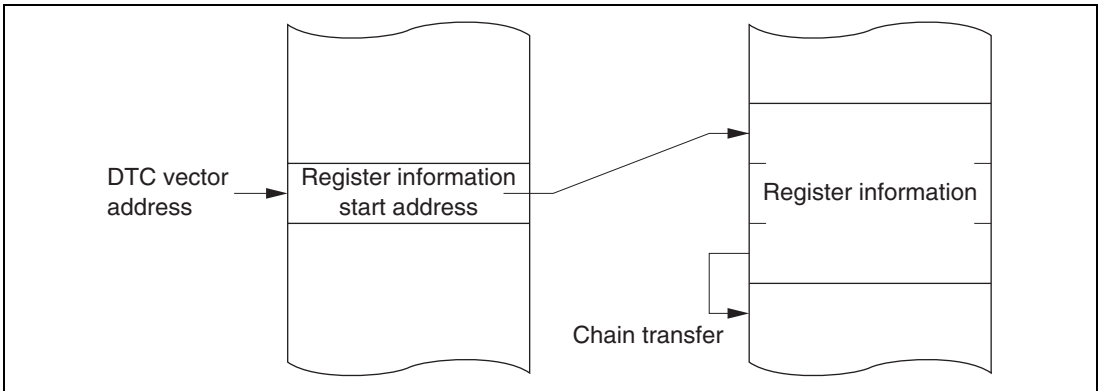 DTC vector
address
Register information
start address
Register information
Chain transfer